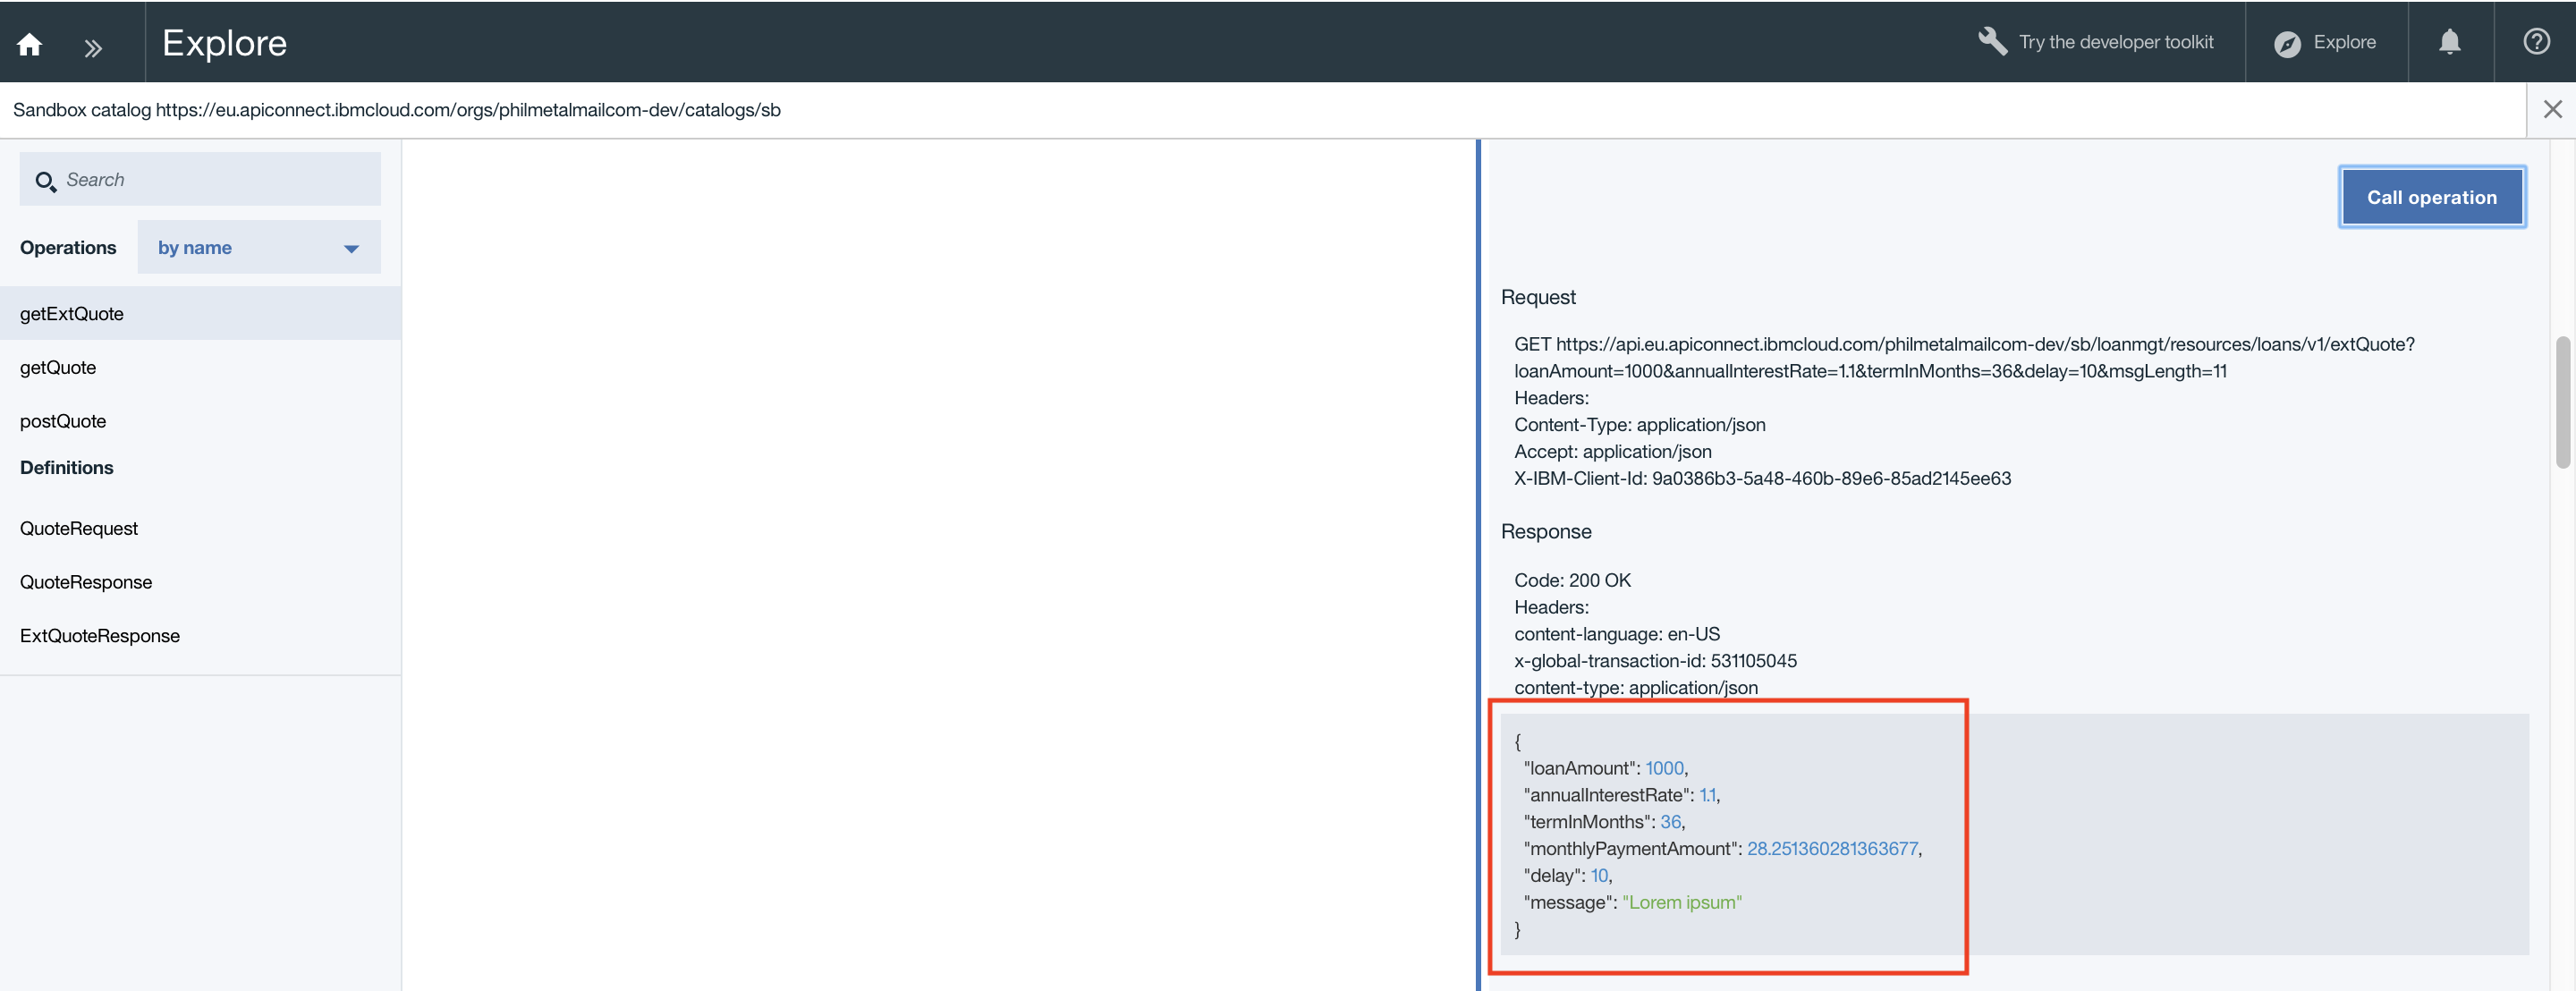 Explore
Try the developer toolkit
Explore
Sandbox catalog https://eu.apiconnect.ibmcloud.com/orgs/philmetalmailcom-dev/catalogs/sb
Search
Operations
by name
getExtQuote
getQuote
postQuote
Definitions
QuoteRequest
QuoteResponse
ExtQuoteResponse
Call operation
Request
GET https://api.eu.apiconnect.ibmcloud.com/philmetalmailcom-dev/sb/loanmgt/resources/loans/v1/extQuote?
loanAmount=1000&annualInterestRate=1.1&termInMonths=36&delay=10&msgLength=11
Headers:
Content-Type: application/json
Accept: application/json
X-IBM-Client-Id: 9a0386b3-5a48-460b-89e6-85ad2145ee63
Response
Code: 200 OK
Headers:
content-language: en-US
x-global-transaction-id: 531105045
content-type: application/json
{
"loanAmount": 1000,
"annualInterestRate": 1.1,
"termInMonths": 36,
"monthlyPaymentAmount": 28.251360281363677,
"delay": 10,
"message": "Lorem ipsum"
}